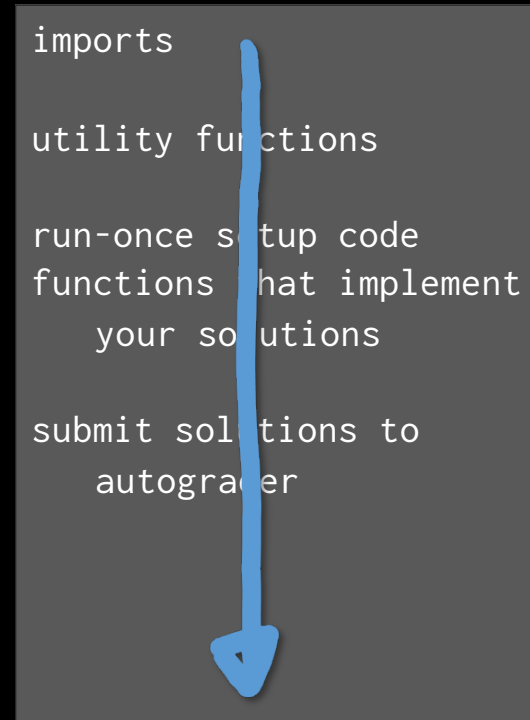 imports
utility functions
run-once setup code
functions that implement
your solutions
submit solutions to
autograder